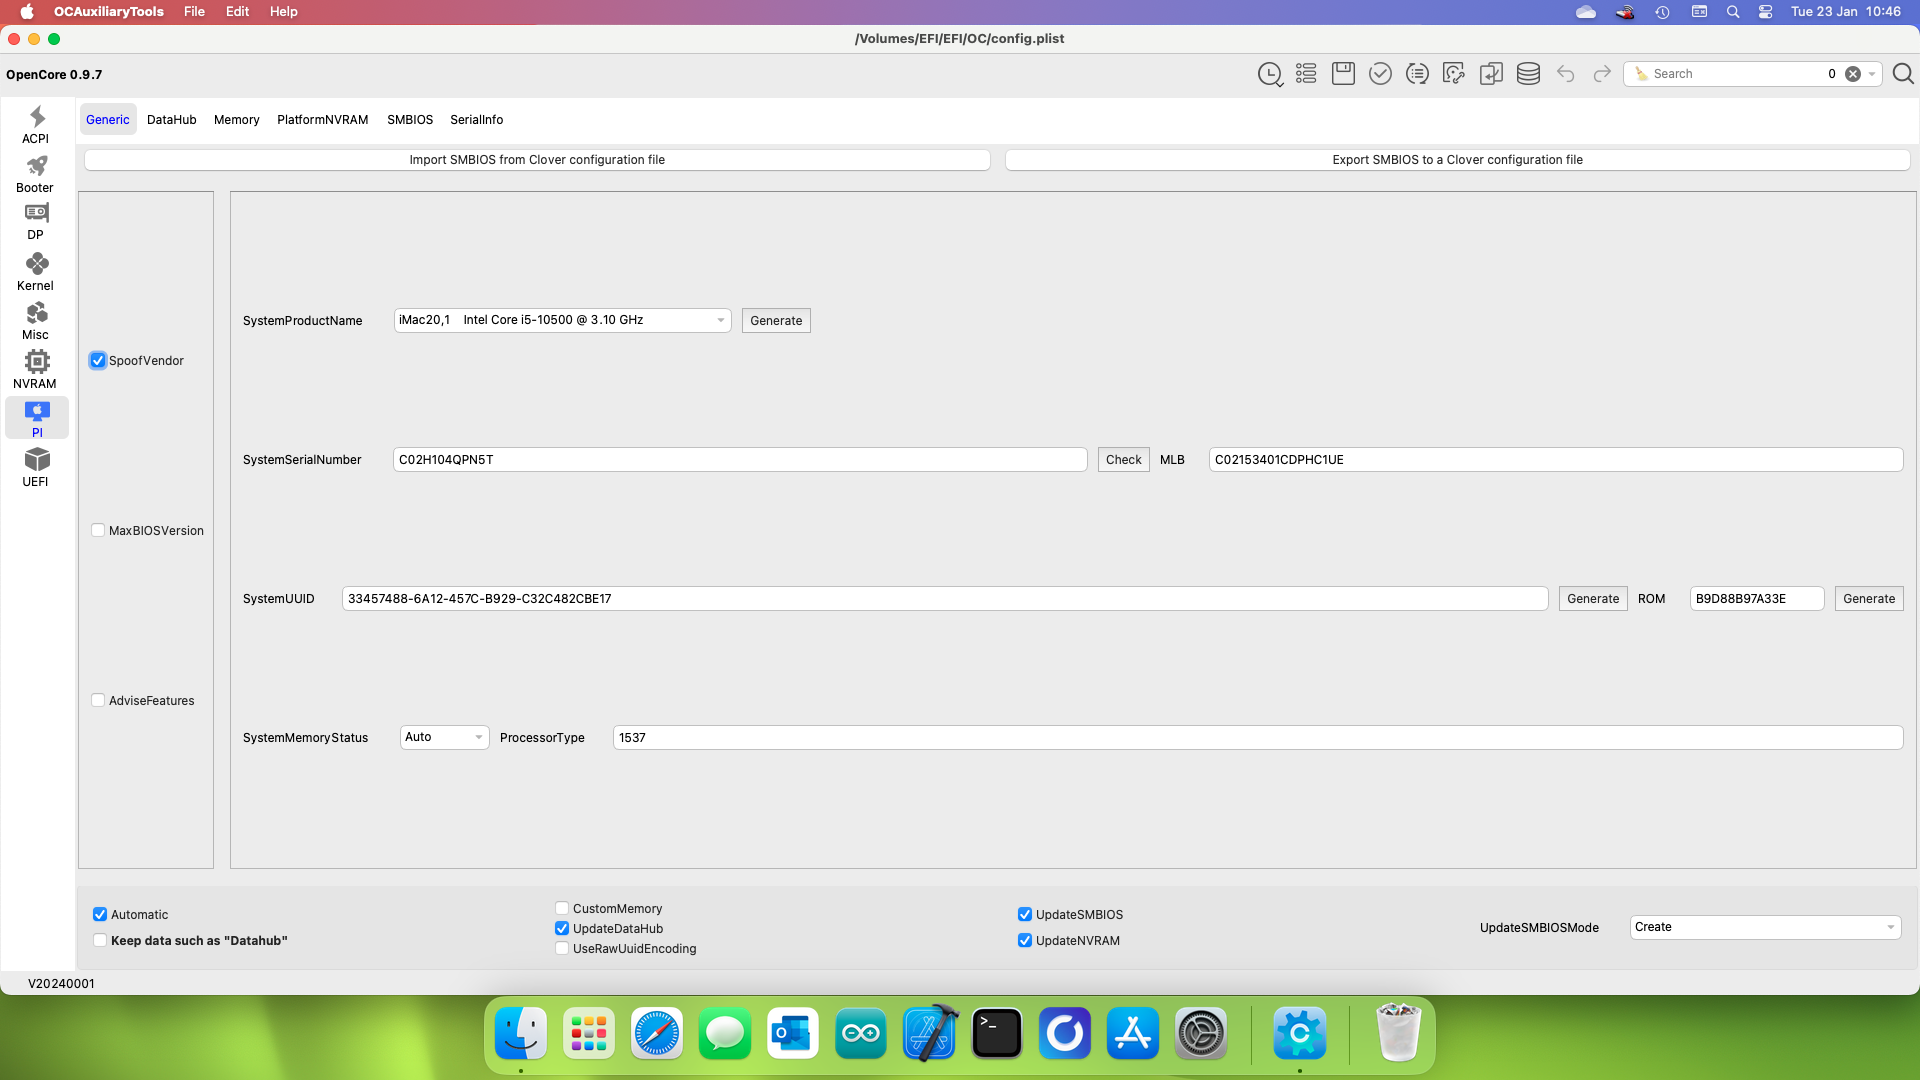 OCAuxiliaryTools File Edit Help Tue 23 Jan 10:46
/Volumes/EFI/EFI/OC/config.plist
OpenCore 0.9.7
Search 0
ACPI
Booter
DP
Kernel
Misc
NVRAM
PI
UEFI
Generic DataHub Memory PlatformNVRAM SMBIOS SerialInfo
Import SMBIOS from Clover configuration file Export SMBIOS to a Clover configuration file
SpoofVendor
MaxBIOSVersion
AdviseFeatures
SystemProductName iMac20,1 Intel Core i5-10500 @ 3.10 GHz Generate
SystemSerialNumber C02H104QPN5T Check MLB C02153401CDPHC1UE
SystemUUID 33457488-6A12-457C-B929-C32C482CBE17 Generate ROM B9D88B97A33E Generate
SystemMemoryStatus Auto ProcessorType 1537
Automatic
Keep data such as "Datahub"
CustomMemory
UpdateDataHub
UseRawUuidEncoding
UpdateSMBIOS
UpdateNVRAM
UpdateSMBIOSMode Create
V20240001